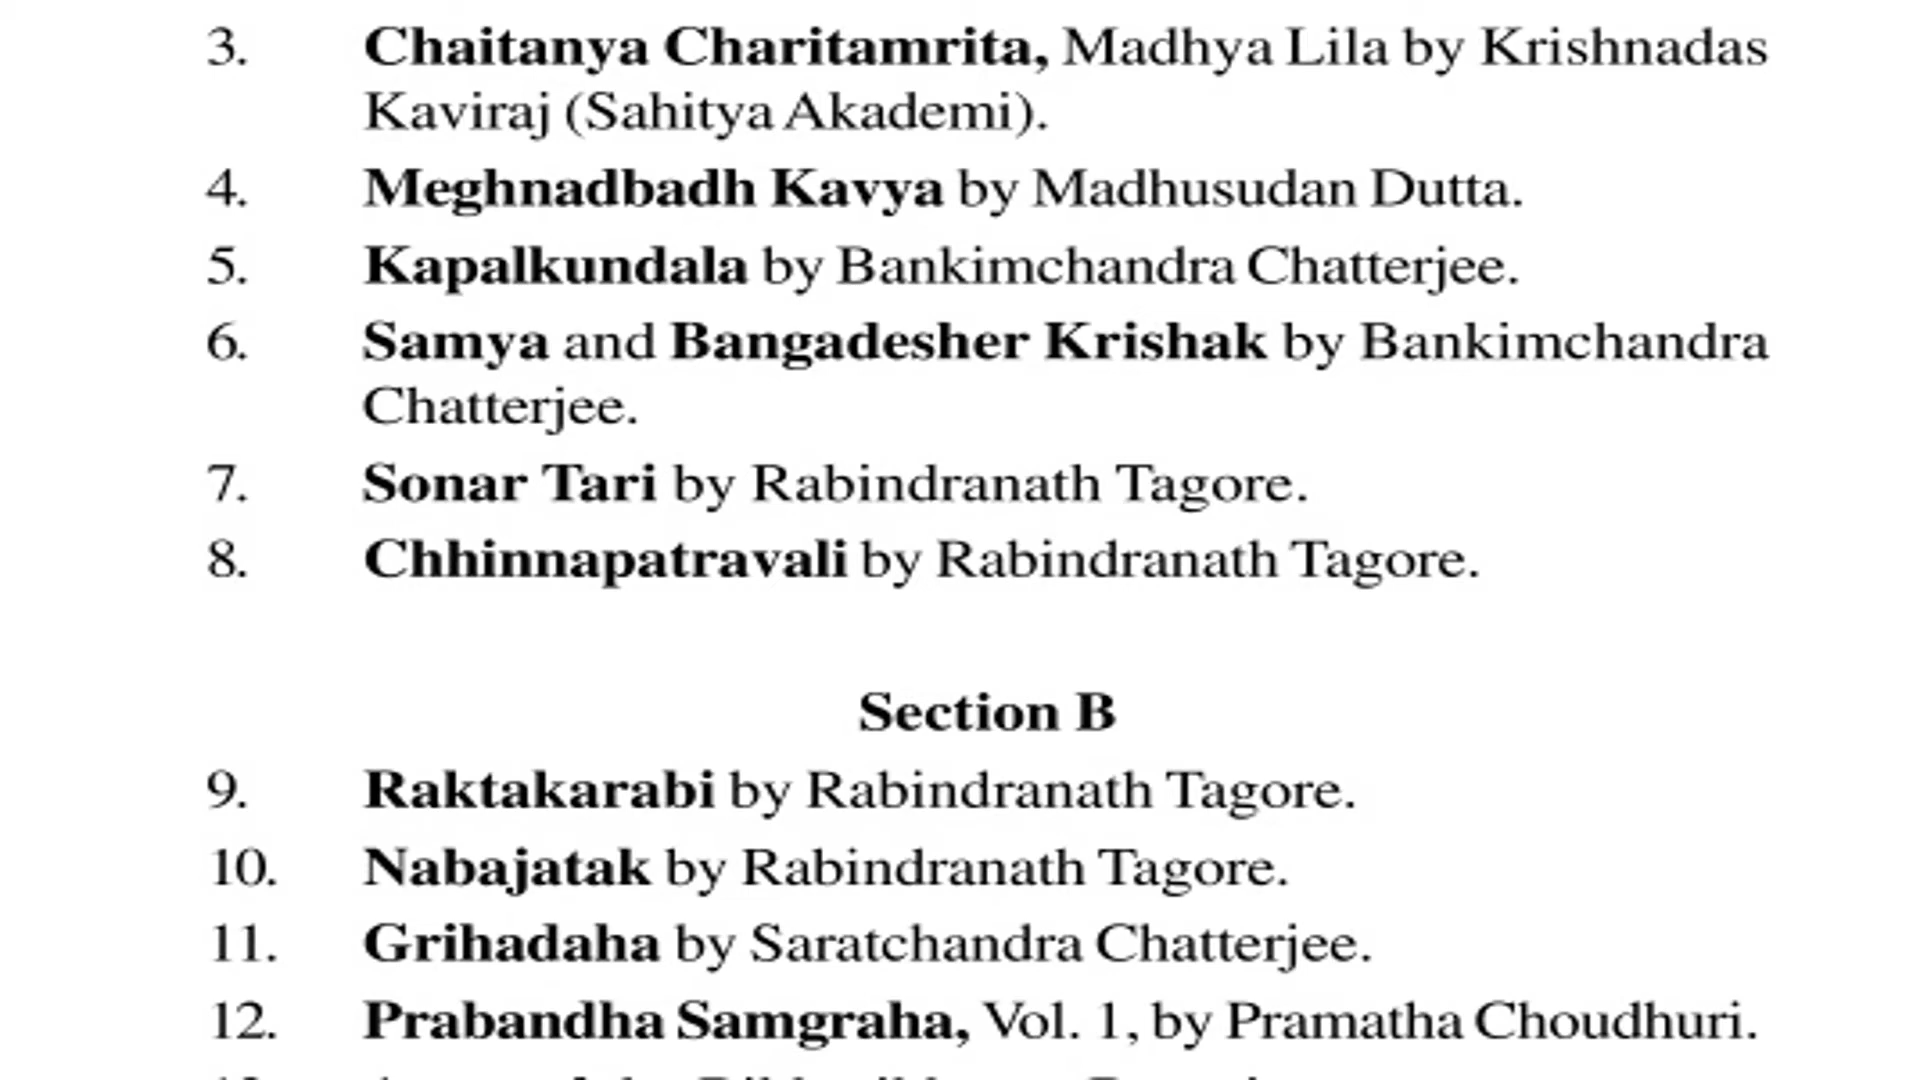 3. Chaitanya Charitamrita, Madhya Lila by Krishnadas
Kaviraj (Sahitya Akademi).
4. Meghnadbadh Kavya by Madhusudan Dutta.
5. Kapalkundala by Bankimchandra Chatterjee.
6. Samya and Bangadesher Krishak by Bankimchandra
Chatterjee.
7. Sonar Tari by Rabindranath Tagore.
8. Chhinnapatravali by Rabindranath Tagore.
Section B
9. Raktakarabi by Rabindranath Tagore.
10. Nabajatak by Rabindranath Tagore.
11. Grihadaha by Saratchandra Chatterjee.
12. Prabandha Samgraha, Vol. 1, by Pramatha Choudhuri.